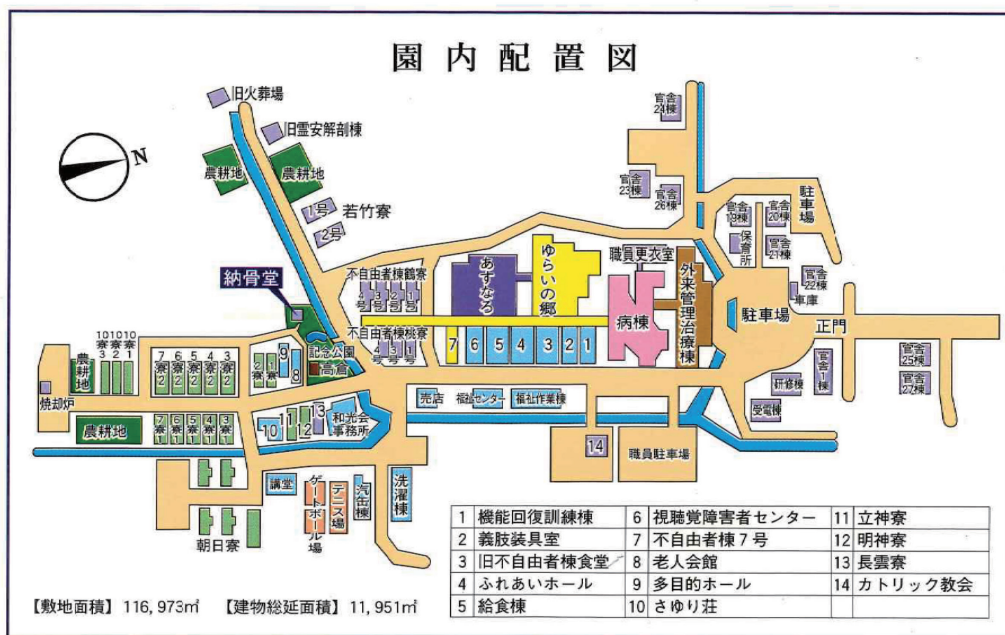 園内配置図
旧火葬場
旧霊安解剖棟
農耕地
農耕地
N
1号
2号
若竹寮
納骨堂
不自由者棟鶴寮
4号
3号
2号
1号
不自由者棟桃寮
4号
3号
1号
あすなる
ゆらいの郷
職員更衣室
病棟
外来管理治療棟
7
6
5
4
3
2
1
官舎24棟
官舎23棟
官舎26棟
官舎19棟
官舎20棟
保育所
官舎21棟
駐車場
官舎22棟
車庫
駐車場
正門
官舎25棟
官舎27棟
官舎1棟
研修棟
受電棟
記念公園
高倉
焼却炉
農耕地
10寮3
10寮2
10寮1
7寮2
6寮2
5寮2
4寮2
3寮2
2寮
1寮
9
8
農耕地
7寮1
6寮1
5寮1
4寮1
3寮1
10
11
12
13
和光会事務所
売店
福祉センター
福祉作業棟
14
職員駐車場
講堂
ゲートボール場
テニス場
汽缶棟
洗濯棟
朝日寮
1 機能回復訓練棟 6 視聴覚障害者センター 11 立神寮
2 義肢装具室 7 不自由者棟7号 12 明神寮
3 旧不自由者棟食堂 8 老人会館 13 長雲寮
4 ふれあいホール 9 多目的ホール 14 カトリック教会
5 給食棟 10 さゆり荘
【敷地面積】116,973㎡ 【建物総延面積】11,951㎡